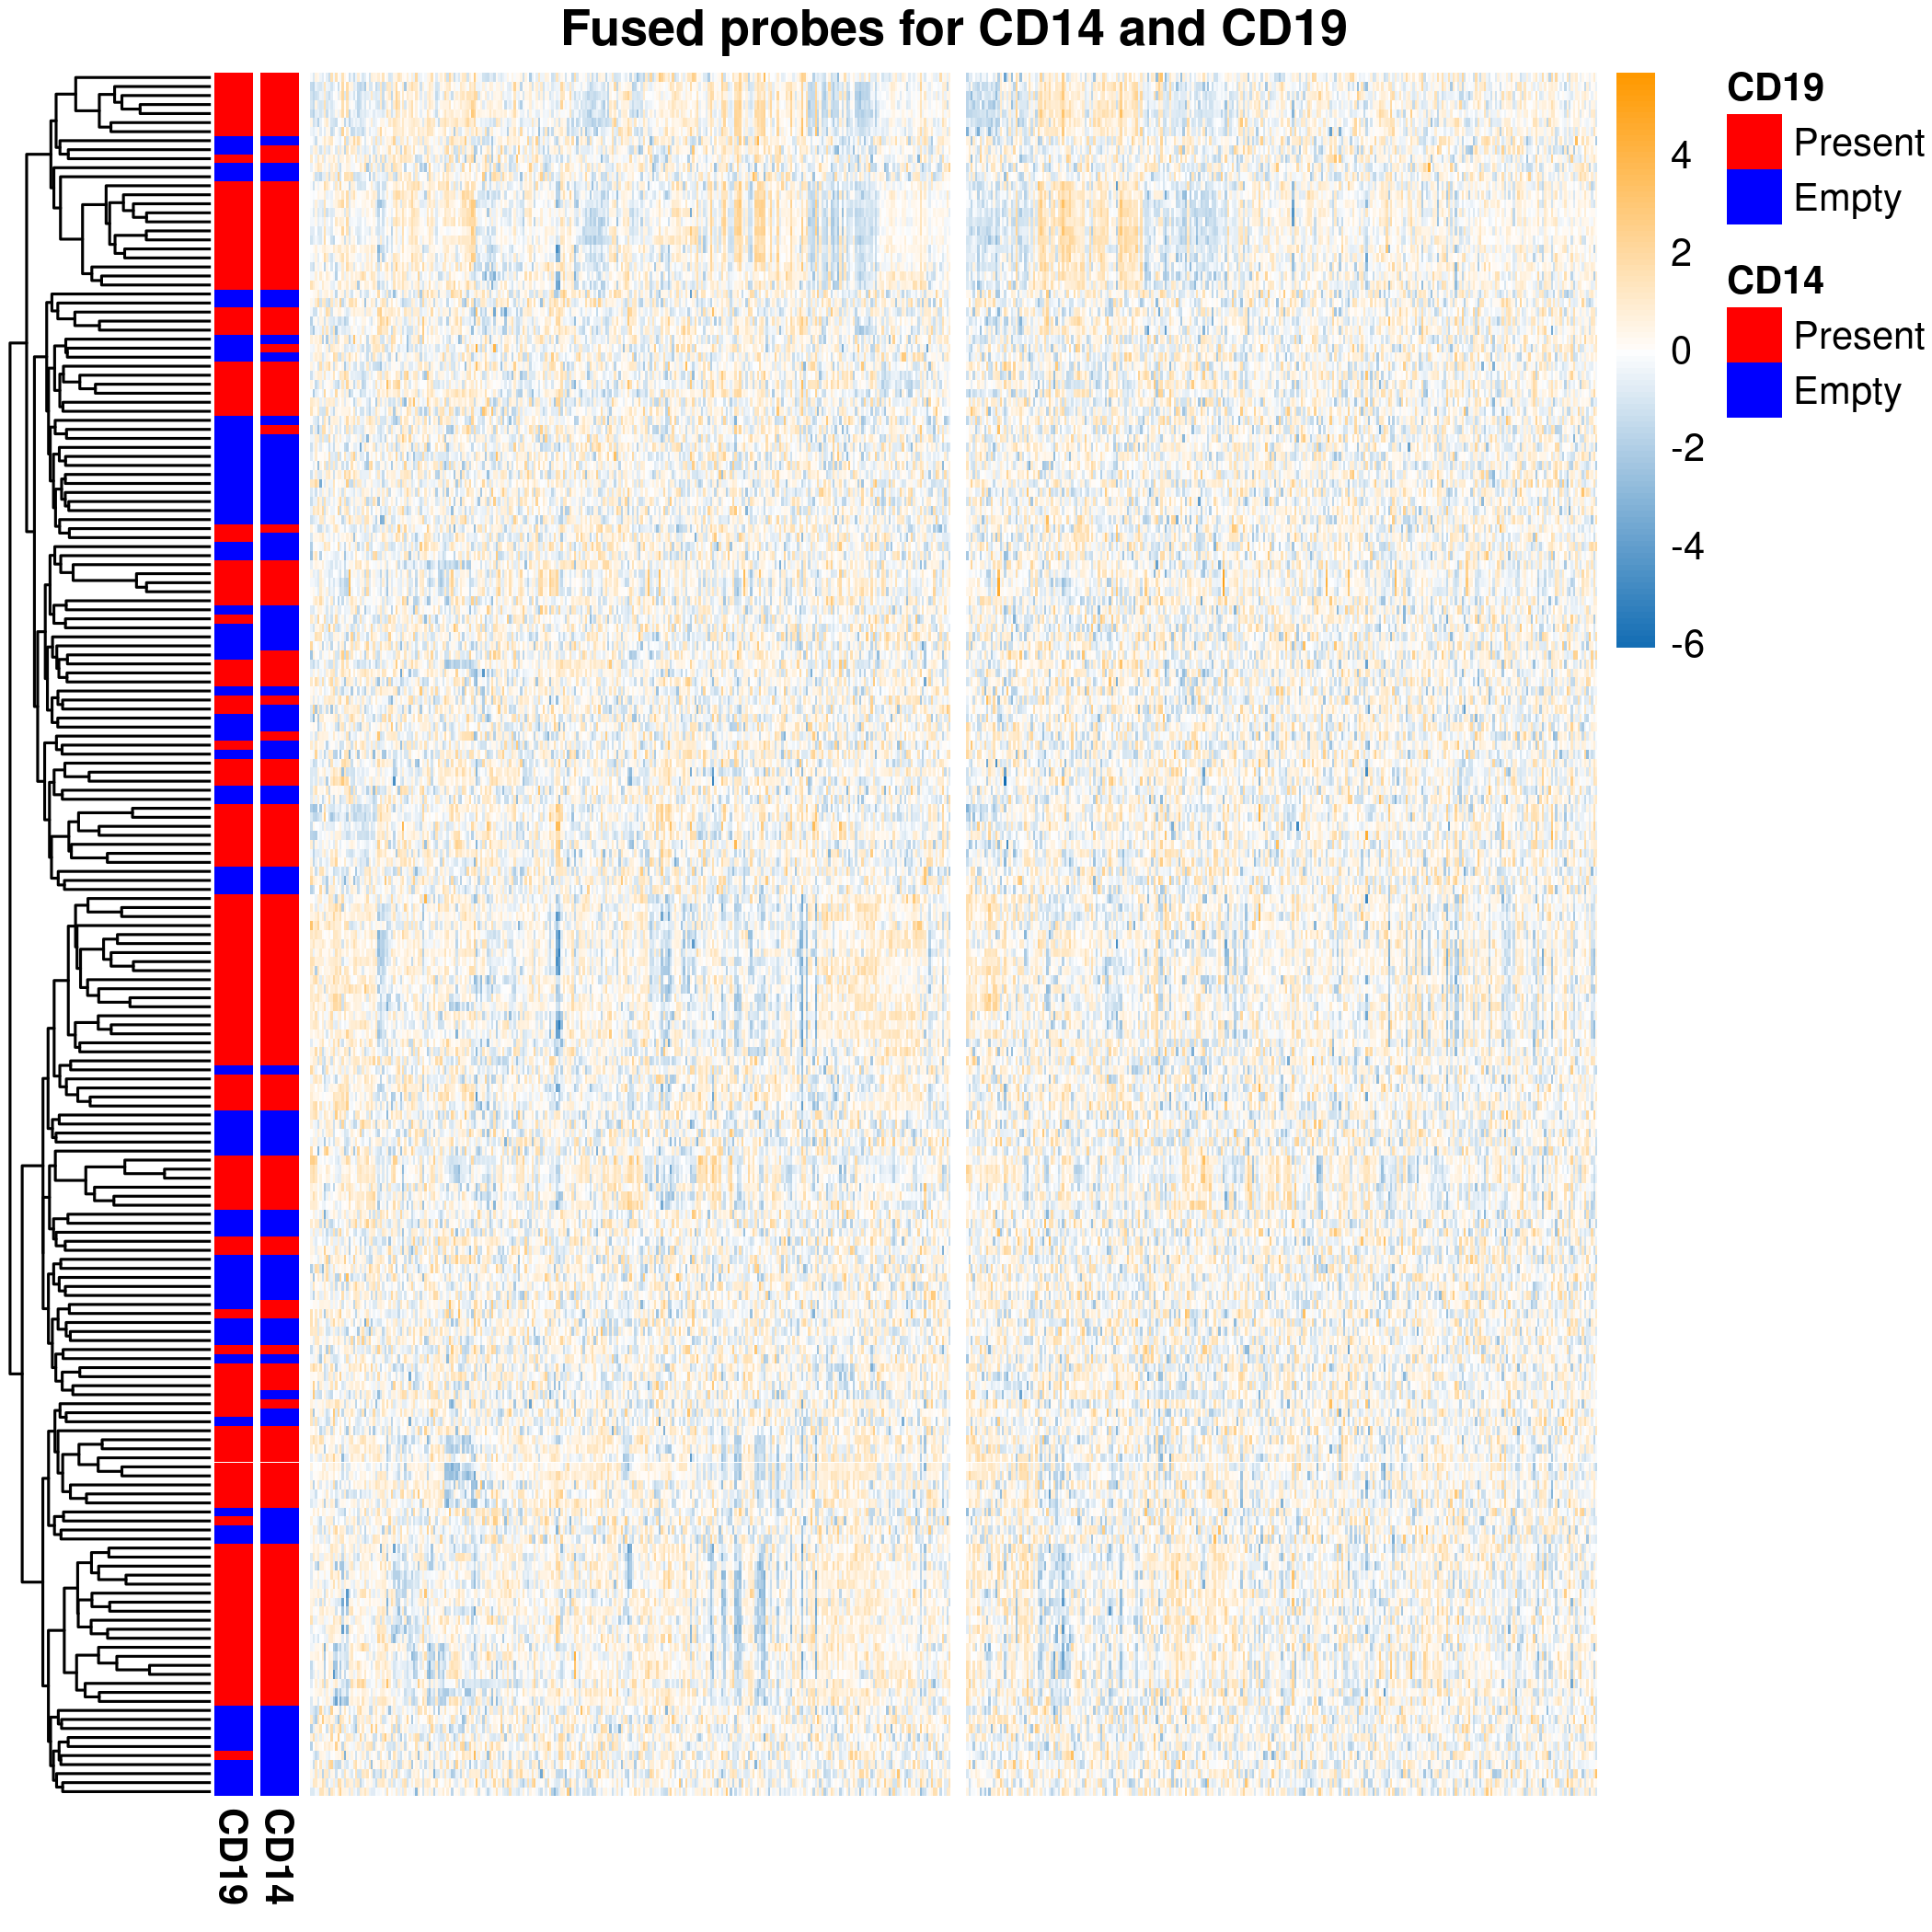 Fused probes for CD14 and CD19
4
2
0
-2
-4
-6
CD19
Present
Empty
CD14
Present
Empty
CD19
CD14